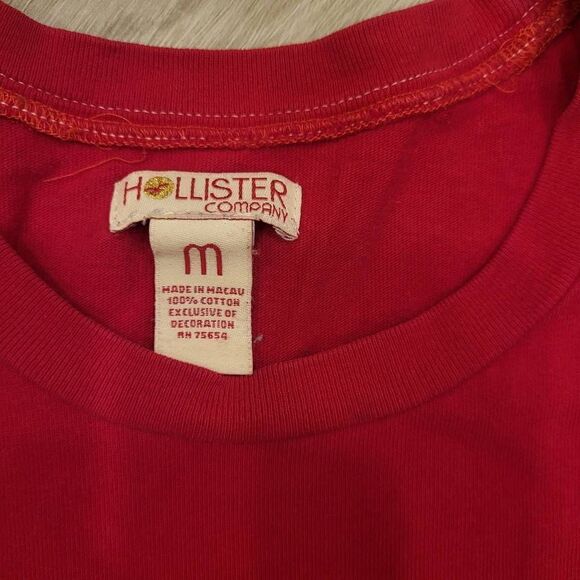 HOLLISTER
COMPANY
m
MADE IN MACAU
100% COTTON
EXCLUSIVE OF
DECORATION
RN 75654